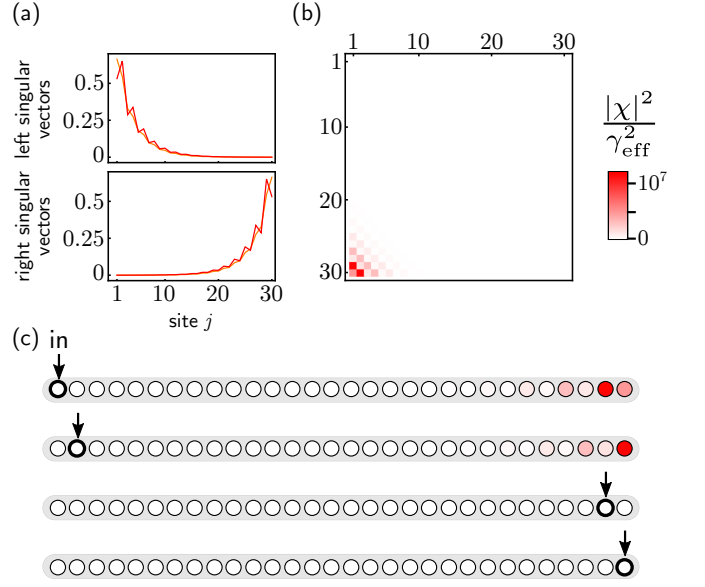 (a)
(b)
left singular
vectors
0.5
0.25
0
right singular
vectors
0.5
0.25
0
1 10 20 30
site j
1 10 20 30
1
10
20
30
|χ|²
γ²eff
10⁷
0
(c)
in